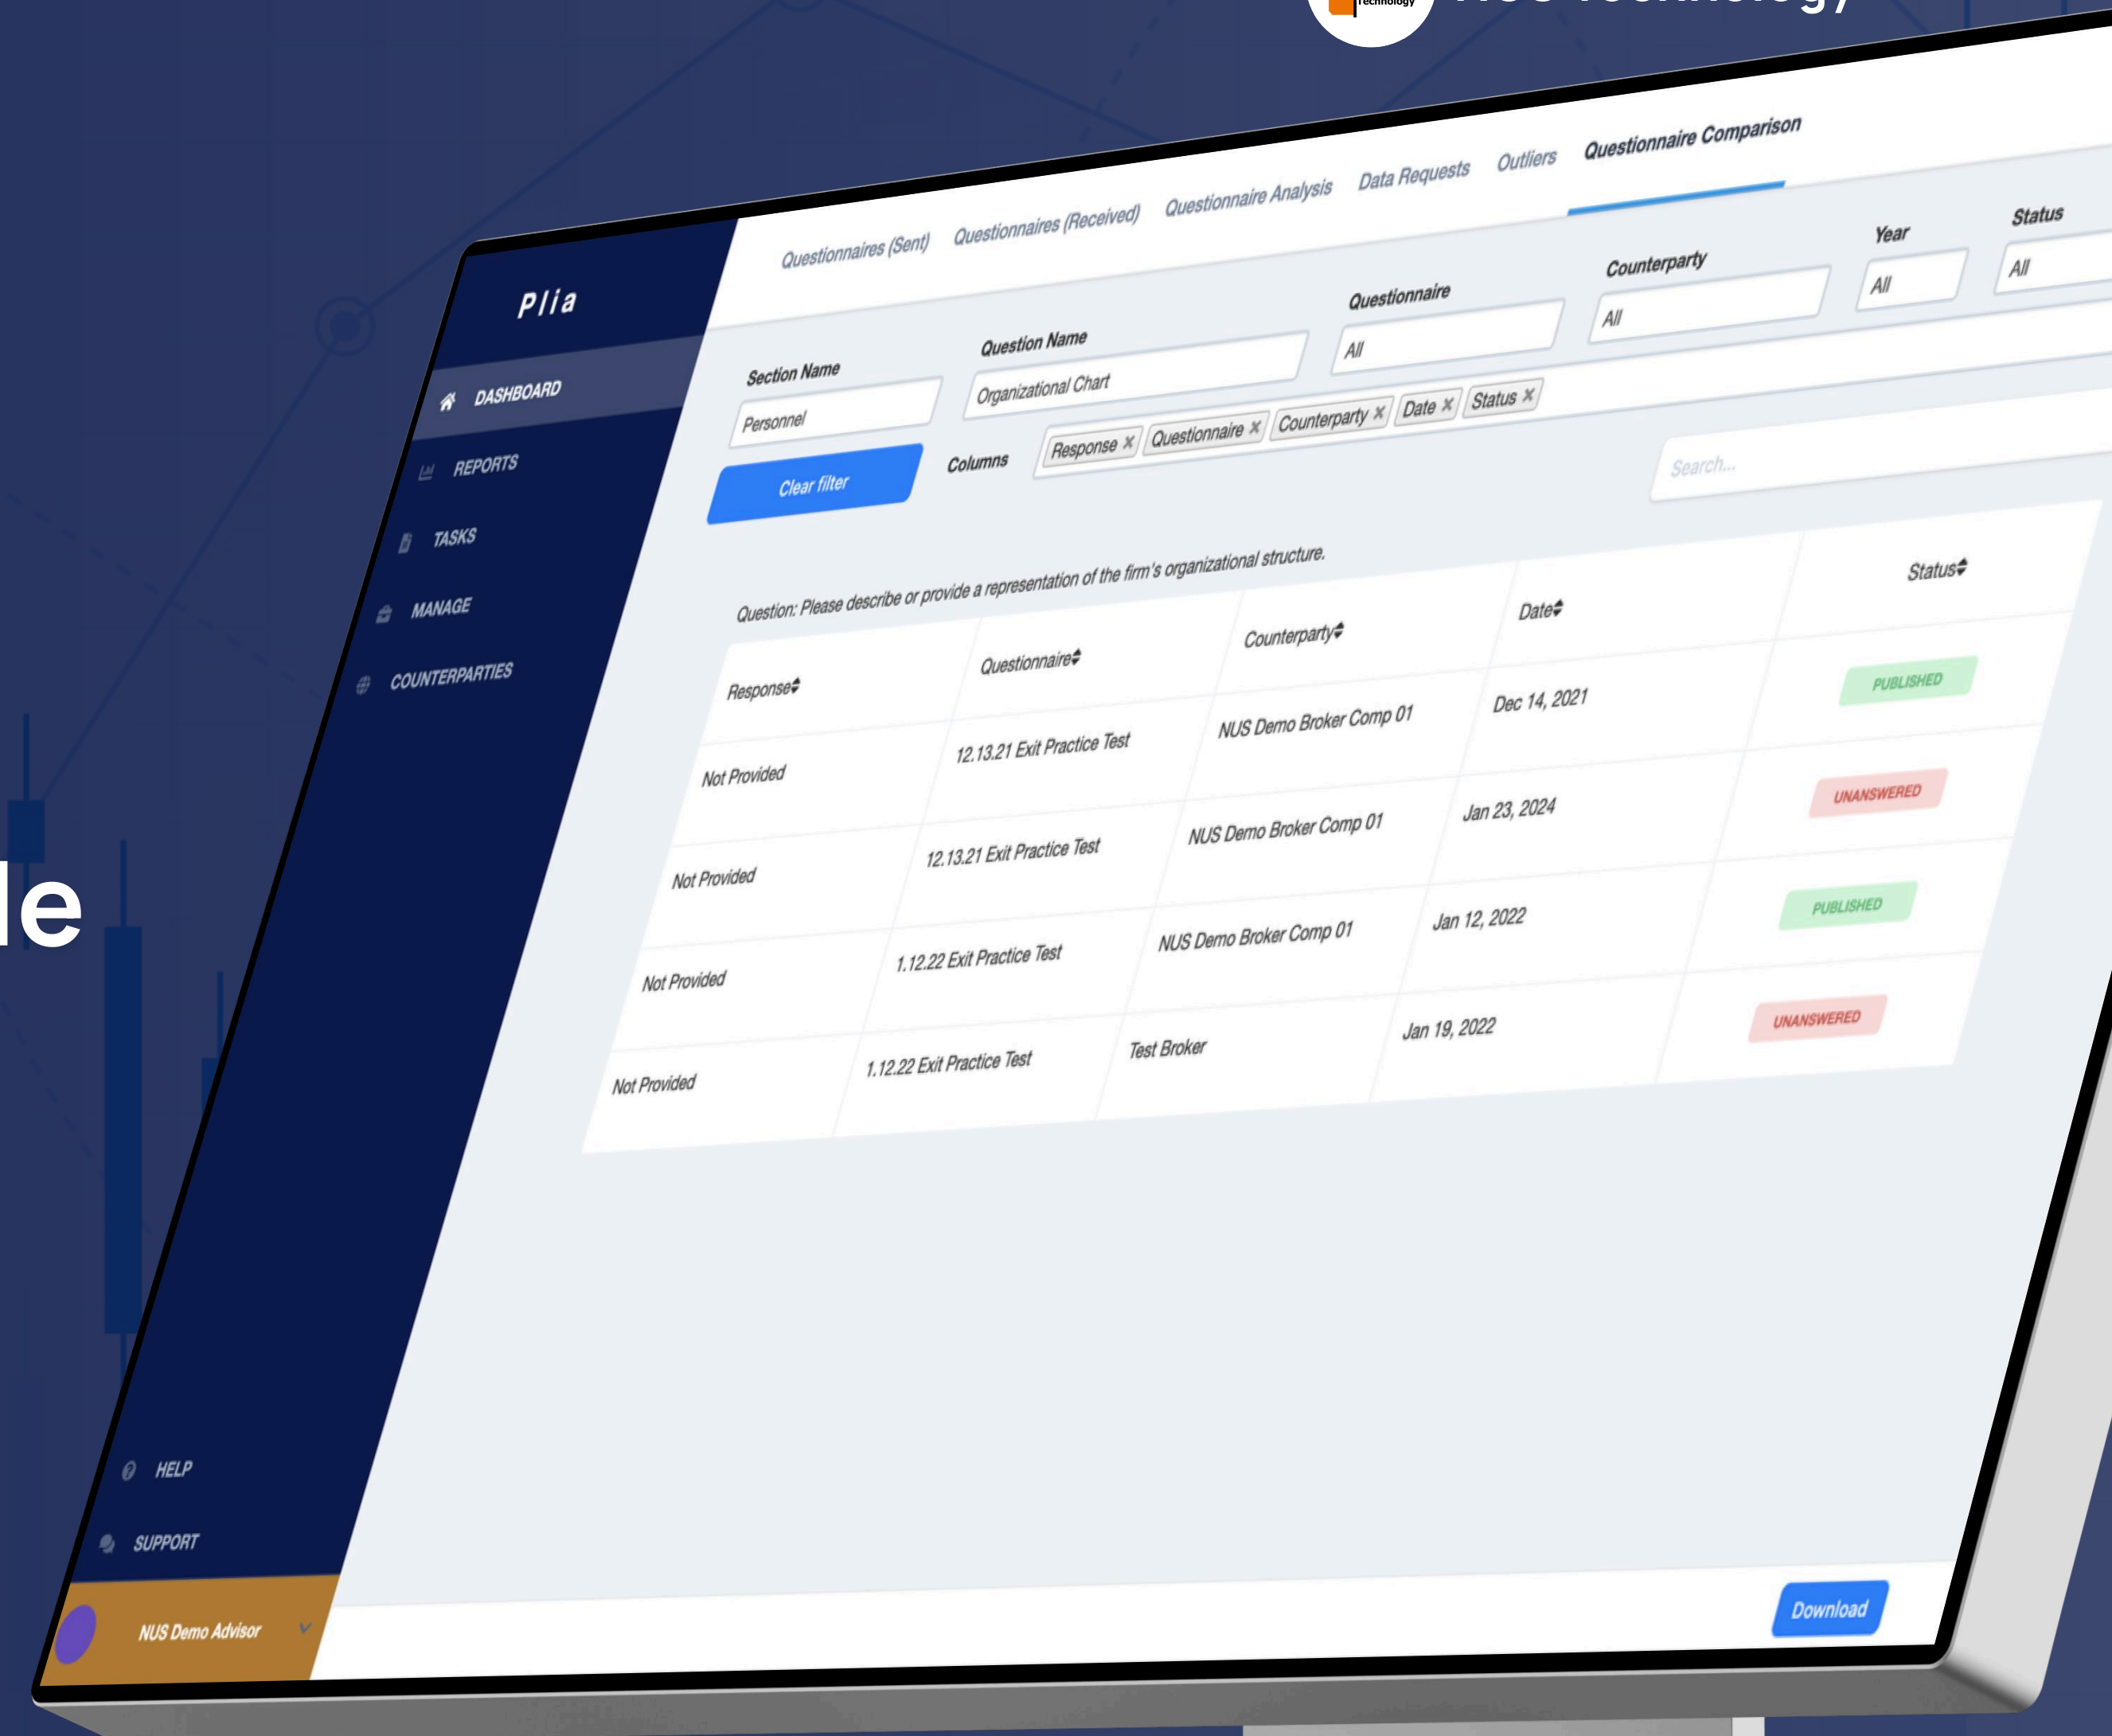 Technology
Plia
DASHBOARD
REPORTS
TASKS
MANAGE
COUNTERPARTIES
HELP
SUPPORT
NUS Demo Advisor
Questionnaires (Sent) Questionnaires (Received) Questionnaire Analysis Data Requests Outliers Questionnaire Comparison
Section Name Question Name Questionnaire Counterparty Year Status
Personnel Organizational Chart All All All All
Clear filter Columns Response × Questionnaire × Counterparty × Date × Status ×
Search...
Question: Please describe or provide a representation of the firm's organizational structure.
Response Questionnaire Counterparty Date Status
Not Provided 12.13.21 Exit Practice Test NUS Demo Broker Comp 01 Dec 14, 2021 PUBLISHED
Not Provided 12.13.21 Exit Practice Test NUS Demo Broker Comp 01 Jan 23, 2024 UNANSWERED
Not Provided 1.12.22 Exit Practice Test NUS Demo Broker Comp 01 Jan 12, 2022 PUBLISHED
Not Provided 1.12.22 Exit Practice Test Test Broker Jan 19, 2022 UNANSWERED
Download